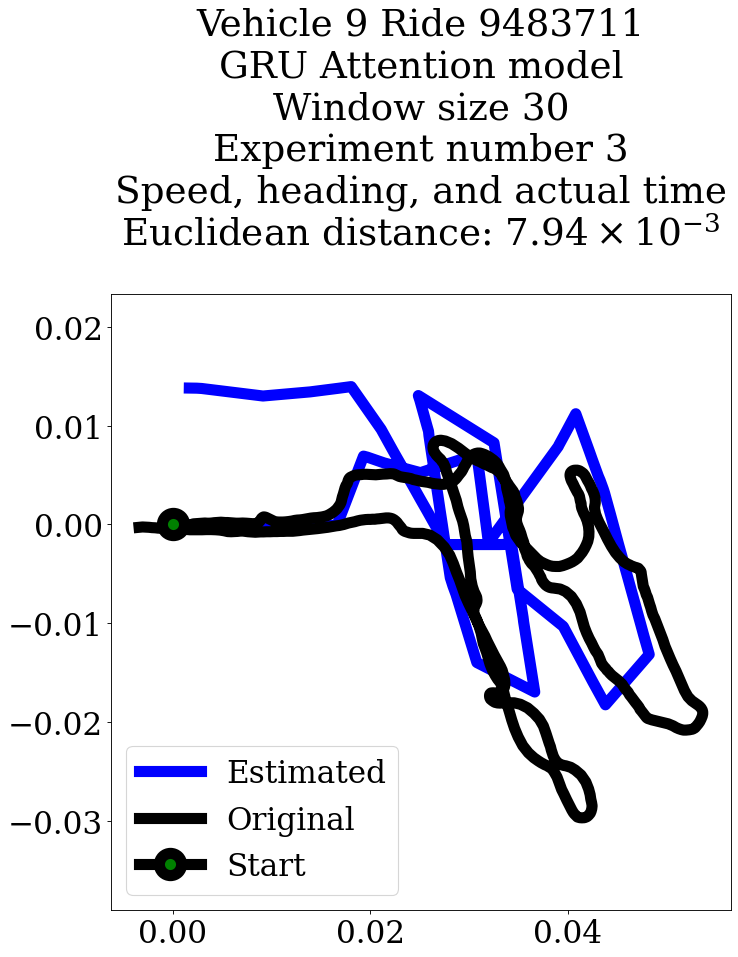 Vehicle 9 Ride 9483711
GRU Attention model
Window size 30
Experiment number 3
Speed, heading, and actual time
Euclidean distance: 7.94 × 10⁻³
0.02
0.01
0.00
−0.01
−0.02
−0.03
Estimated
Original
Start
0.00 0.02 0.04